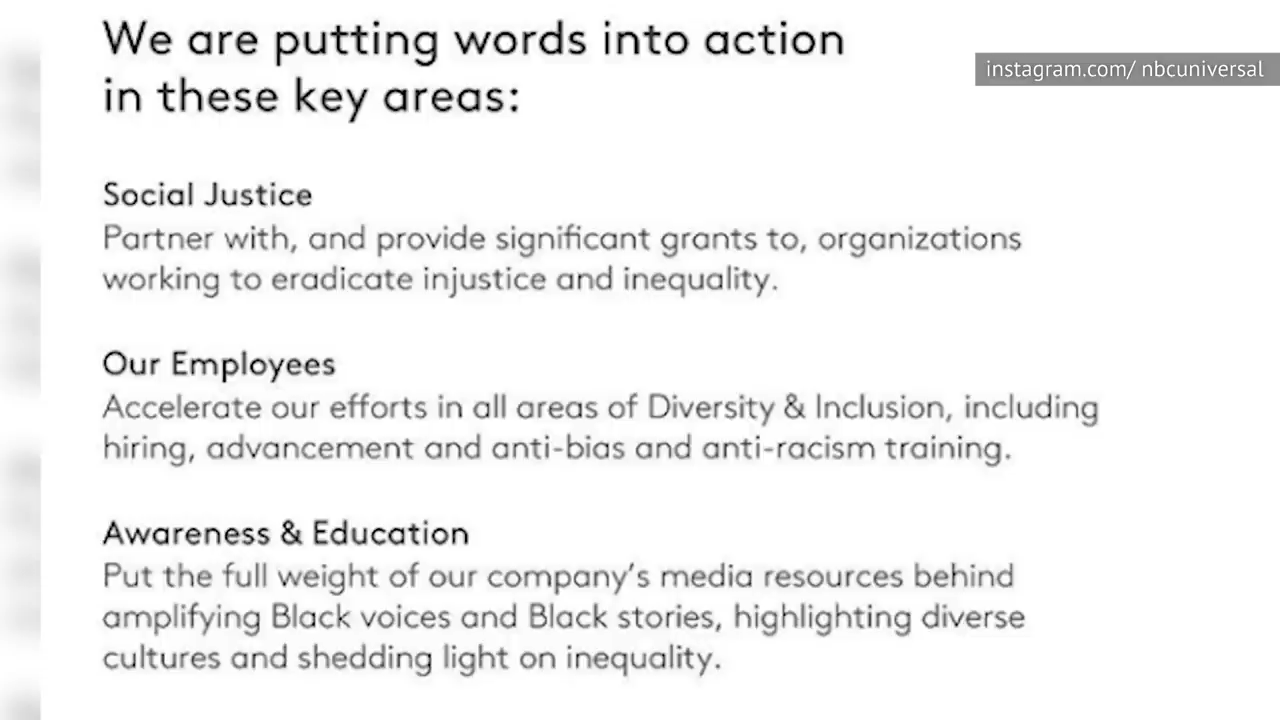 We are putting words into action
in these key areas:
instagram.com/ nbcuniversal
Social Justice
Partner with, and provide significant grants to, organizations
working to eradicate injustice and inequality.
Our Employees
Accelerate our efforts in all areas of Diversity & Inclusion, including
hiring, advancement and anti-bias and anti-racism training.
Awareness & Education
Put the full weight of our company's media resources behind
amplifying Black voices and Black stories, highlighting diverse
cultures and shedding light on inequality.